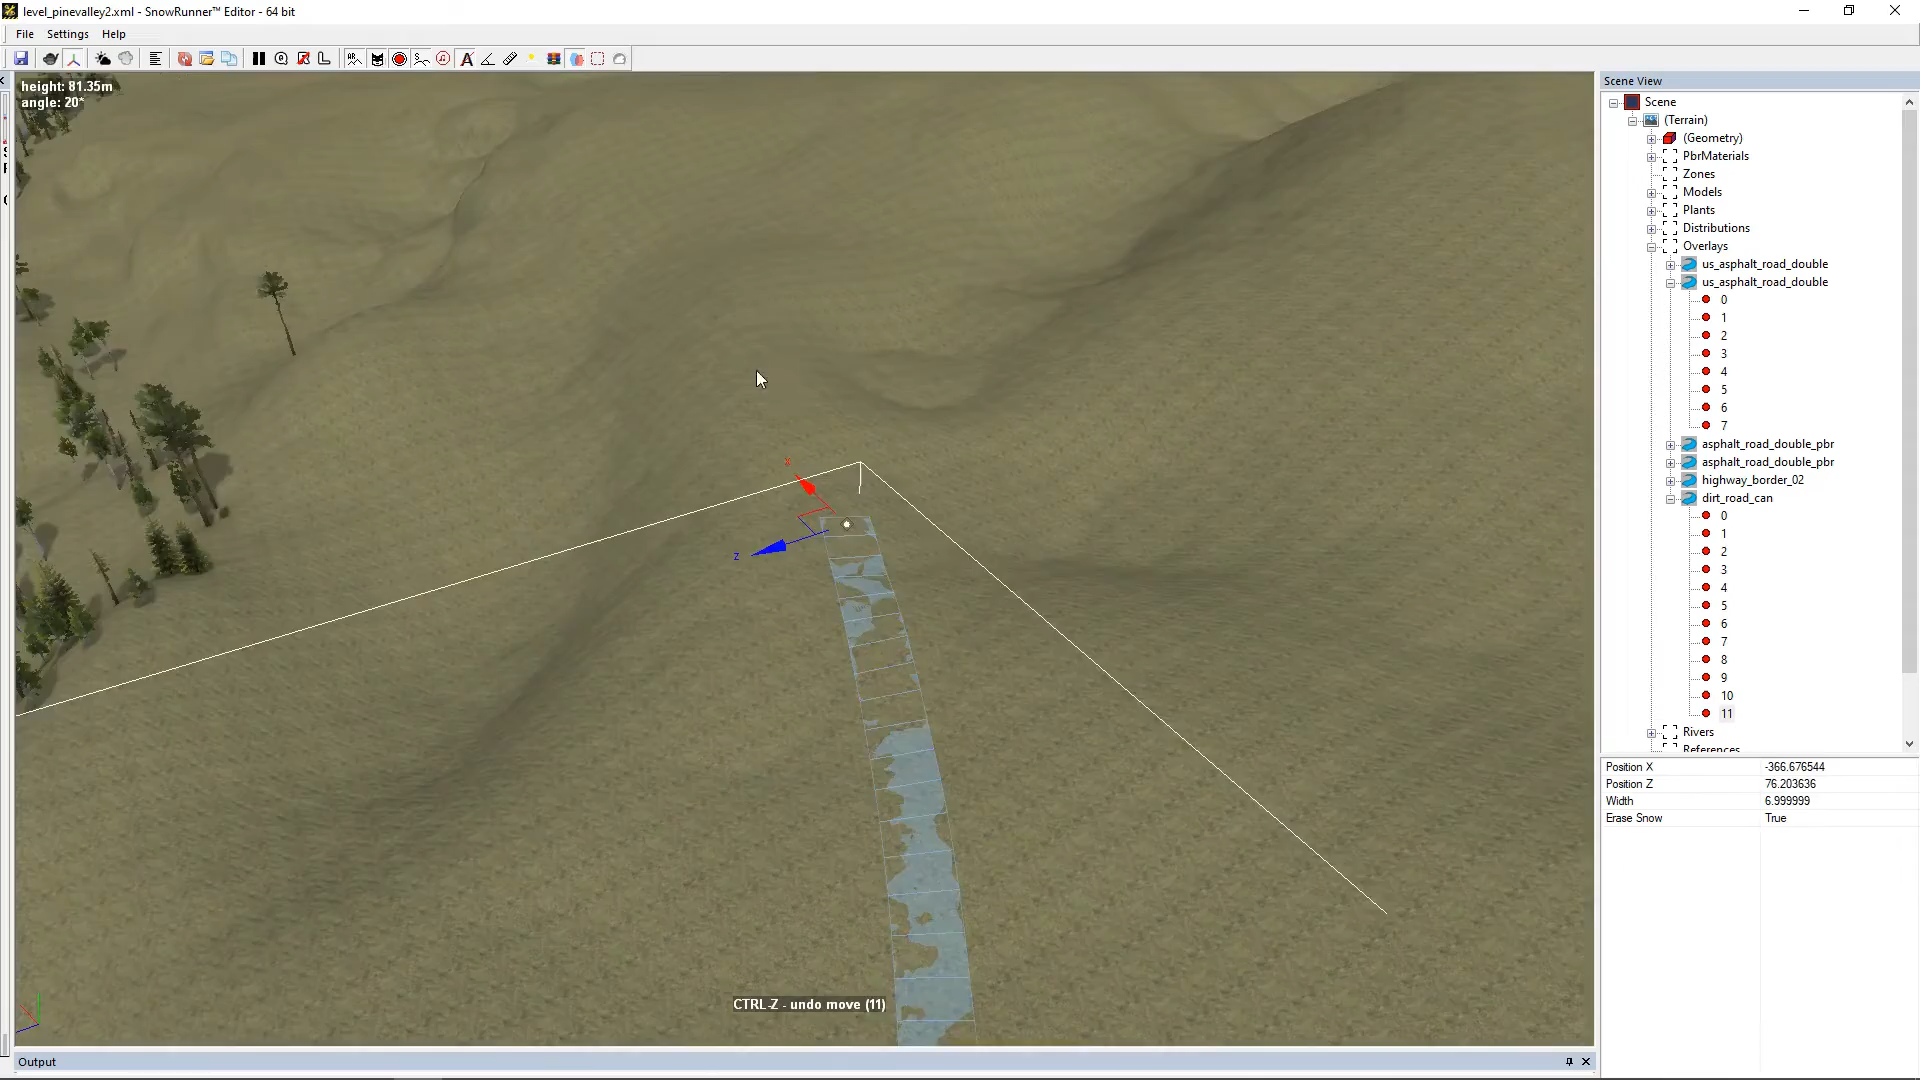 level_pinevalley2.xml - SnowRunner™ Editor - 64 bit
File Settings Help
height: 81.35m
angle: 20*
x
z
CTRL-Z - undo move (11)
Output
Scene View
Scene
(Terrain)
(Geometry)
PbrMaterials
Zones
Models
Plants
Distributions
Overlays
us_asphalt_road_double
us_asphalt_road_double
0
1
2
3
4
5
6
7
asphalt_road_double_pbr
asphalt_road_double_pbr
highway_border_02
dirt_road_can
0
1
2
3
4
5
6
7
8
9
10
11
Rivers
References
Position X -366.676544
Position Z 76.203636
Width 6.999999
Erase Snow True